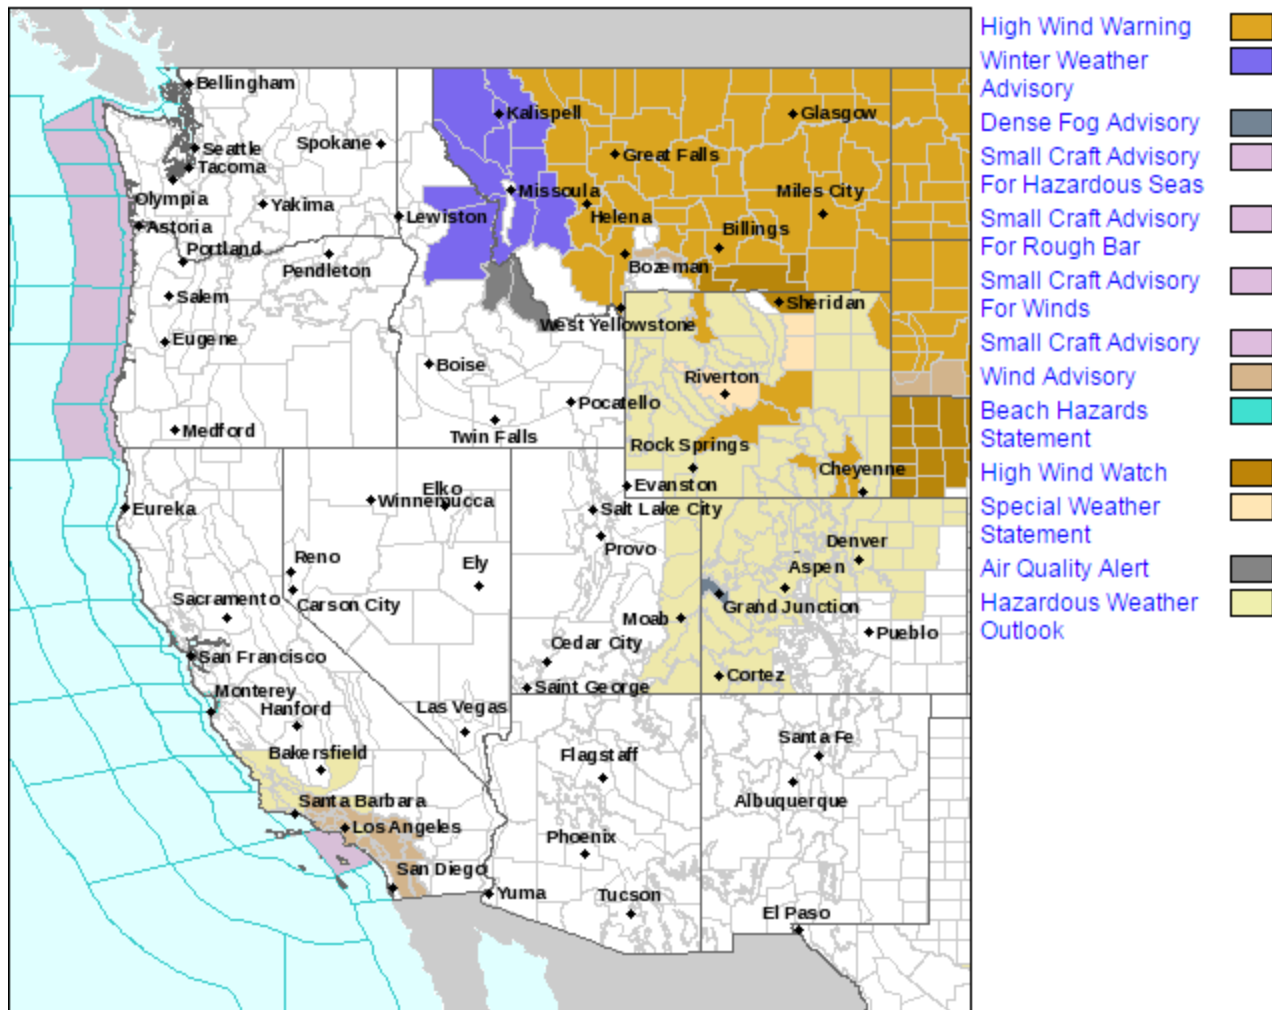 Bellingham
Kalispell
Glasgow
Seattle
Spokane
Great Falls
Tacoma
Olympia
Yakima
Missoula
Miles City
Lewiston
Helena
Astoria
Billings
Portland
Pendleton
Bozeman
Salem
Sheridan
Eugene
West Yellowstone
Boise
Riverton
Pocatello
Medford
Twin Falls
Rock Springs
Cheyenne
Evanston
Elko
Winnemucca
Eureka
Salt Lake City
Provo
Denver
Reno
Ely
Aspen
Sacramento
Carson City
Grand Junction
Moab
Pueblo
Cedar City
San Francisco
Cortez
Saint George
Monterey
Hanford
Las Vegas
Santa Fe
Bakersfield
Flagstaff
Albuquerque
Santa Barbara
Los Angeles
Phoenix
San Diego
Yuma
Tucson
El Paso
High Wind Warning
Winter Weather
Advisory
Dense Fog Advisory
Small Craft Advisory
For Hazardous Seas
Small Craft Advisory
For Rough Bar
Small Craft Advisory
For Winds
Small Craft Advisory
Wind Advisory
Beach Hazards
Statement
High Wind Watch
Special Weather
Statement
Air Quality Alert
Hazardous Weather
Outlook